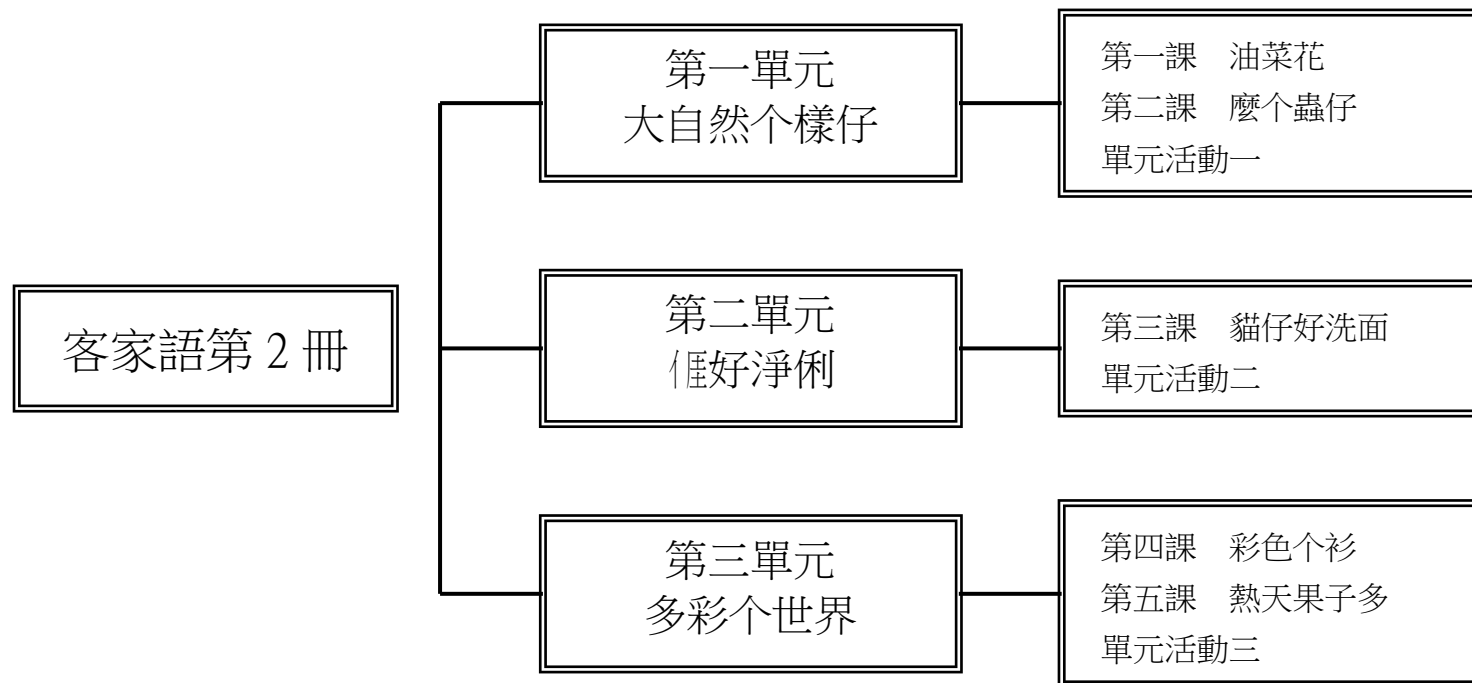 客家語第 2 冊
第一單元
大自然个樣仔
第一課　油菜花
第二課　麼个蟲仔
單元活動一
第二單元
𠊎好淨俐
第三課　貓仔好洗面
單元活動二
第三單元
多彩个世界
第四課　彩色个衫
第五課　熱天果子多
單元活動三